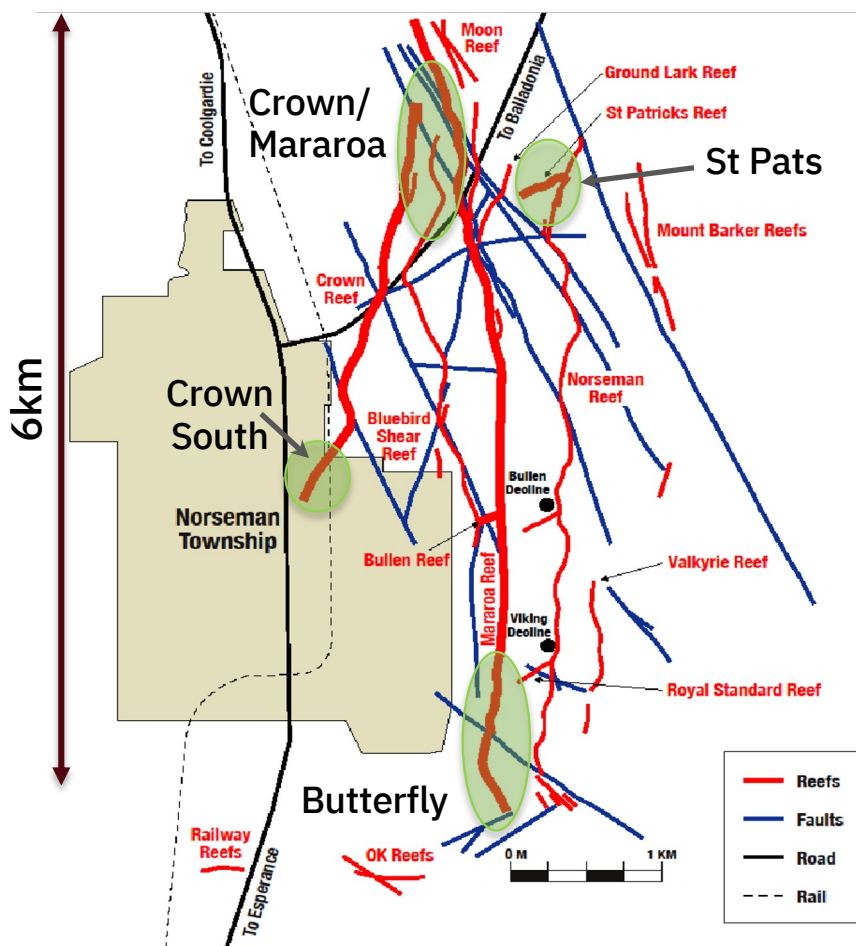 Moon
Reef
To Coolgardie
Crown/
Mararoa
To Balladonia
Ground Lark Reef
St Patricks Reef
St Pats
Mount Barker Reefs
Crown
Reef
6km
Crown
South
Bluebird
Shear
Reef
Norseman
Reef
Bullen
Decline
Norseman
Township
Bullen Reef
Mararoa Reef
Valkyrie Reef
Viking
Decline
Royal Standard Reef
Butterfly
Railway
Reefs
OK Reefs
To Esperance
0 M
1 KM
Reefs
Faults
Road
Rail